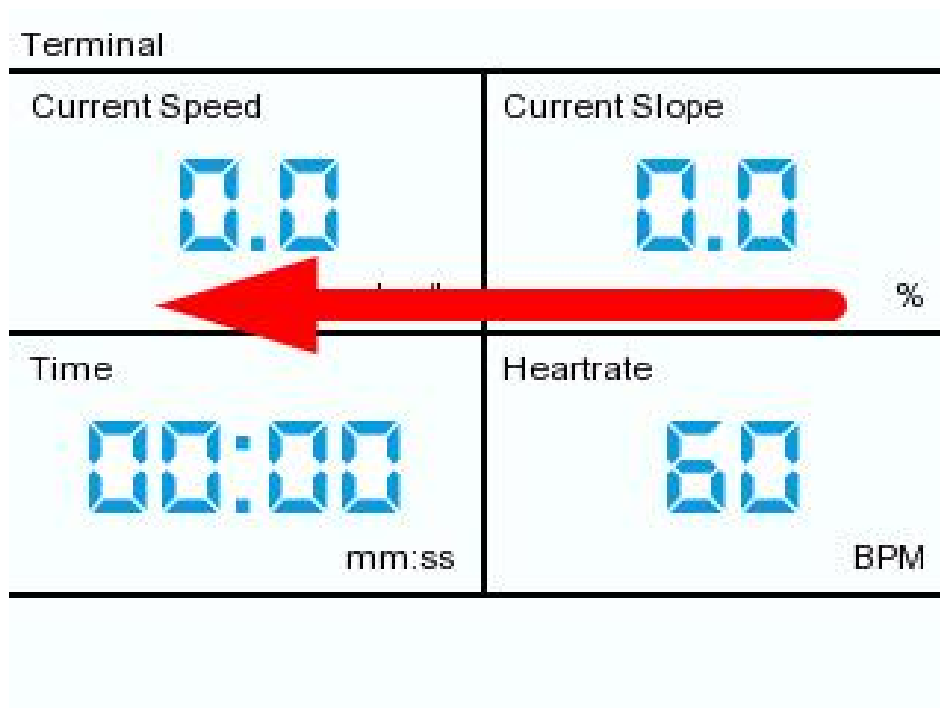 Terminal
Current Speed
Current Slope
0.0
0.0
%
Time
Heartrate
00:00
60
mm:ss
BPM